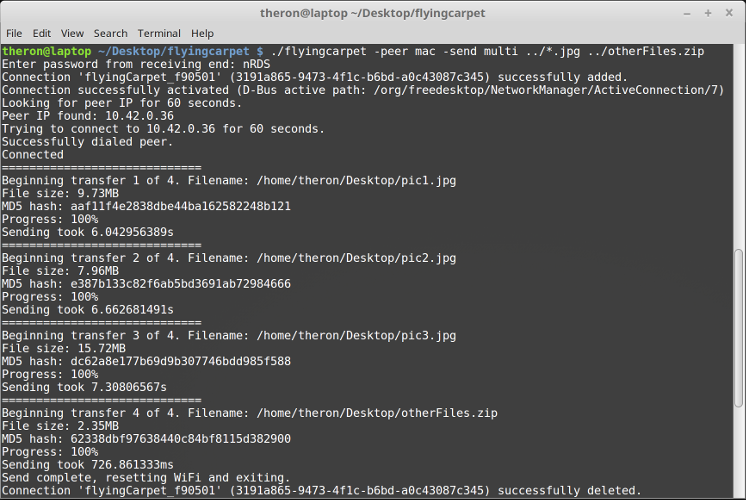 theron@laptop:~/Desktop/flyingcarpet
File Edit View Search Terminal Help
theron@laptop ~/Desktop/flyingcarpet $ ./flyingcarpet -peer mac -send multi ../*.jpg ../otherFiles.zip
Enter password from receiving end: nRDS
Connection 'flyingCarpet_f90501' (3191a865-9473-4f1c-b6bd-a0c43087c345) successfully added.
Connection successfully activated (D-Bus active path: /org/freedesktop/NetworkManager/ActiveConnection/7)
Looking for peer IP for 60 seconds.
Peer IP found: 10.42.0.36
Trying to connect to 10.42.0.36 for 60 seconds.
Successfully dialed peer.
Connected
=============================
Beginning transfer 1 of 4. Filename: /home/theron/Desktop/pic1.jpg
File size: 9.73MB
MD5 hash: aaf11f4e2838dbe44ba162582248b121
Progress: 100%
Sending took 6.042956389s
=============================
Beginning transfer 2 of 4. Filename: /home/theron/Desktop/pic2.jpg
File size: 7.96MB
MD5 hash: e387b133c82f6ab5bd3691ab72984666
Progress: 100%
Sending took 6.662681491s
=============================
Beginning transfer 3 of 4. Filename: /home/theron/Desktop/pic3.jpg
File size: 15.72MB
MD5 hash: dc62a8e177b69d9b307746bdd985f588
Progress: 100%
Sending took 7.30806567s
=============================
Beginning transfer 4 of 4. Filename: /home/theron/Desktop/otherFiles.zip
File size: 2.35MB
MD5 hash: 62338dbf97638440c84bf8115d382900
Progress: 100%
Sending took 726.861333ms
Send complete, resetting WiFi and exiting.
Connection 'flyingCarpet_f90501' (3191a865-9473-4f1c-b6bd-a0c43087c345) successfully deleted.